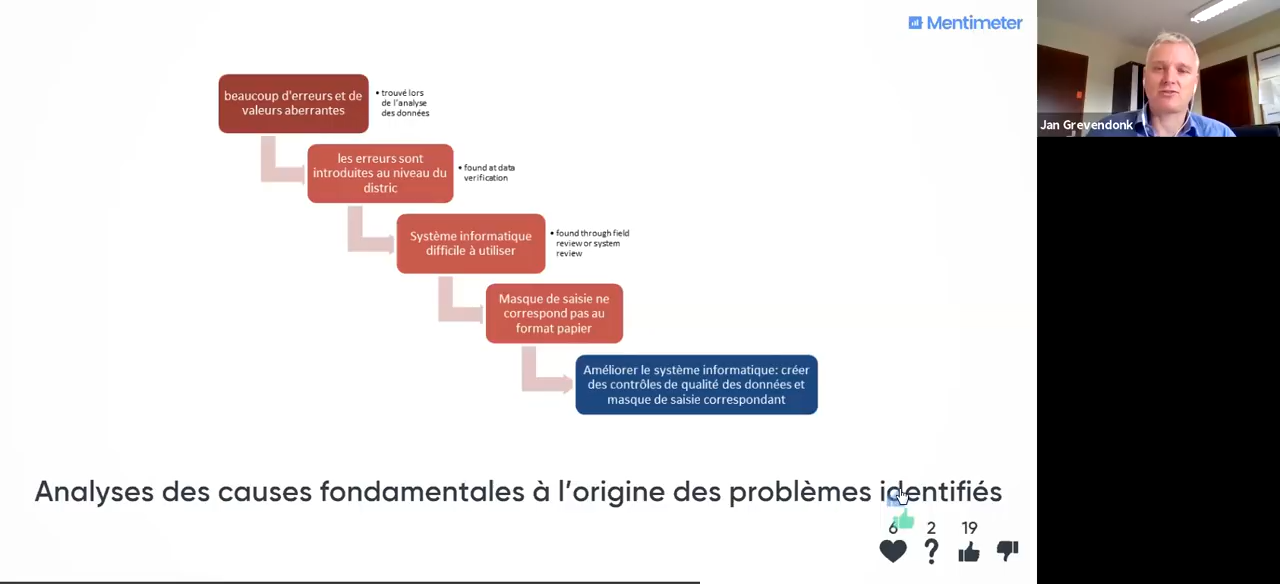 Mentimeter
beaucoup d'erreurs et de
valeurs aberrantes
• trouvé lors
de l'analyse
des données
les erreurs sont
introduites au niveau du
distric
• found at data
verification
Système informatique
difficile à utiliser
• found through field
review or system
review
Masque de saisie ne
correspond pas au
format papier
Améliorer le système informatique: créer
des contrôles de qualité des données et
masque de saisie correspondant
Analyses des causes fondamentales à l'origine des problèmes identifiés
6 2 19
?
Jan Grevendonk